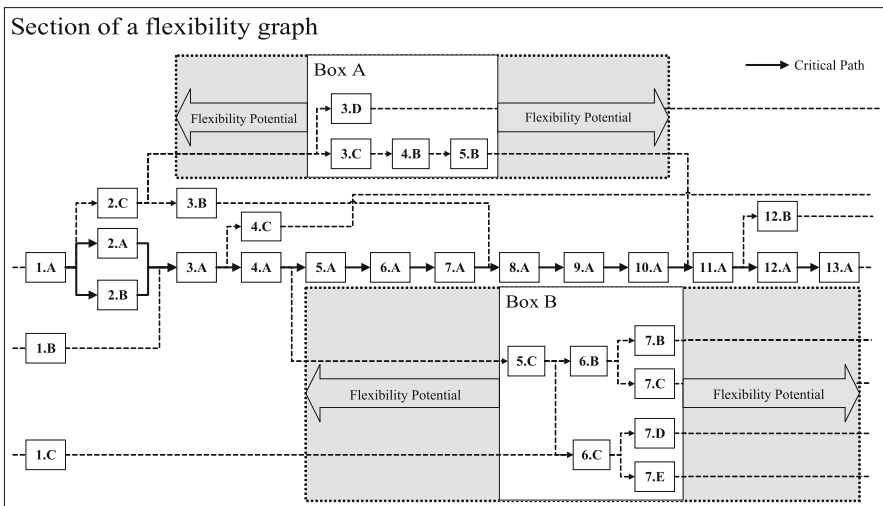 Section of a flexibility graph
Box A
Critical Path
3.D
Flexibility Potential
Flexibility Potential
3.C
4.B
5.B
2.C
3.B
4.C
12.B
2.A
1.A
3.A
4.A
5.A
6.A
7.A
8.A
9.A
10.A
11.A
12.A
13.A
2.B
Box B
1.B
7.B
5.C
6.B
7.C
Flexibility Potential
Flexibility Potential
7.D
1.C
6.C
7.E